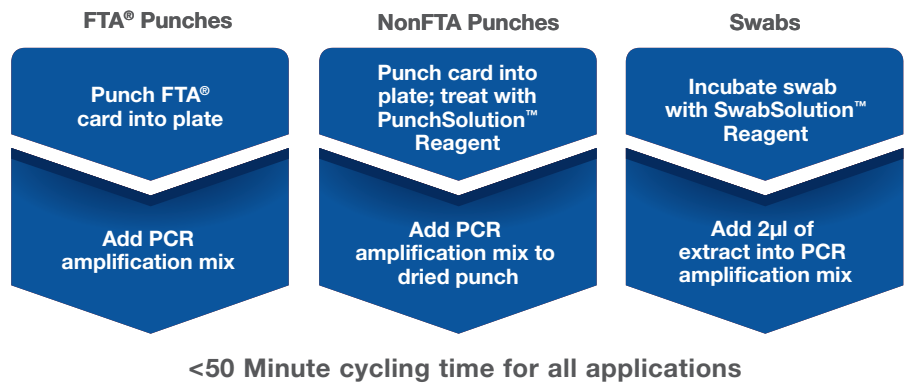 FTA® Punches
Punch FTA®
card into plate
Add PCR
amplification mix
NonFTA Punches
Punch card into
plate; treat with
PunchSolution™
Reagent
Add PCR
amplification mix to
dried punch
Swabs
Incubate swab
with SwabSolution™
Reagent
Add 2µl of
extract into PCR
amplification mix
<50 Minute cycling time for all applications